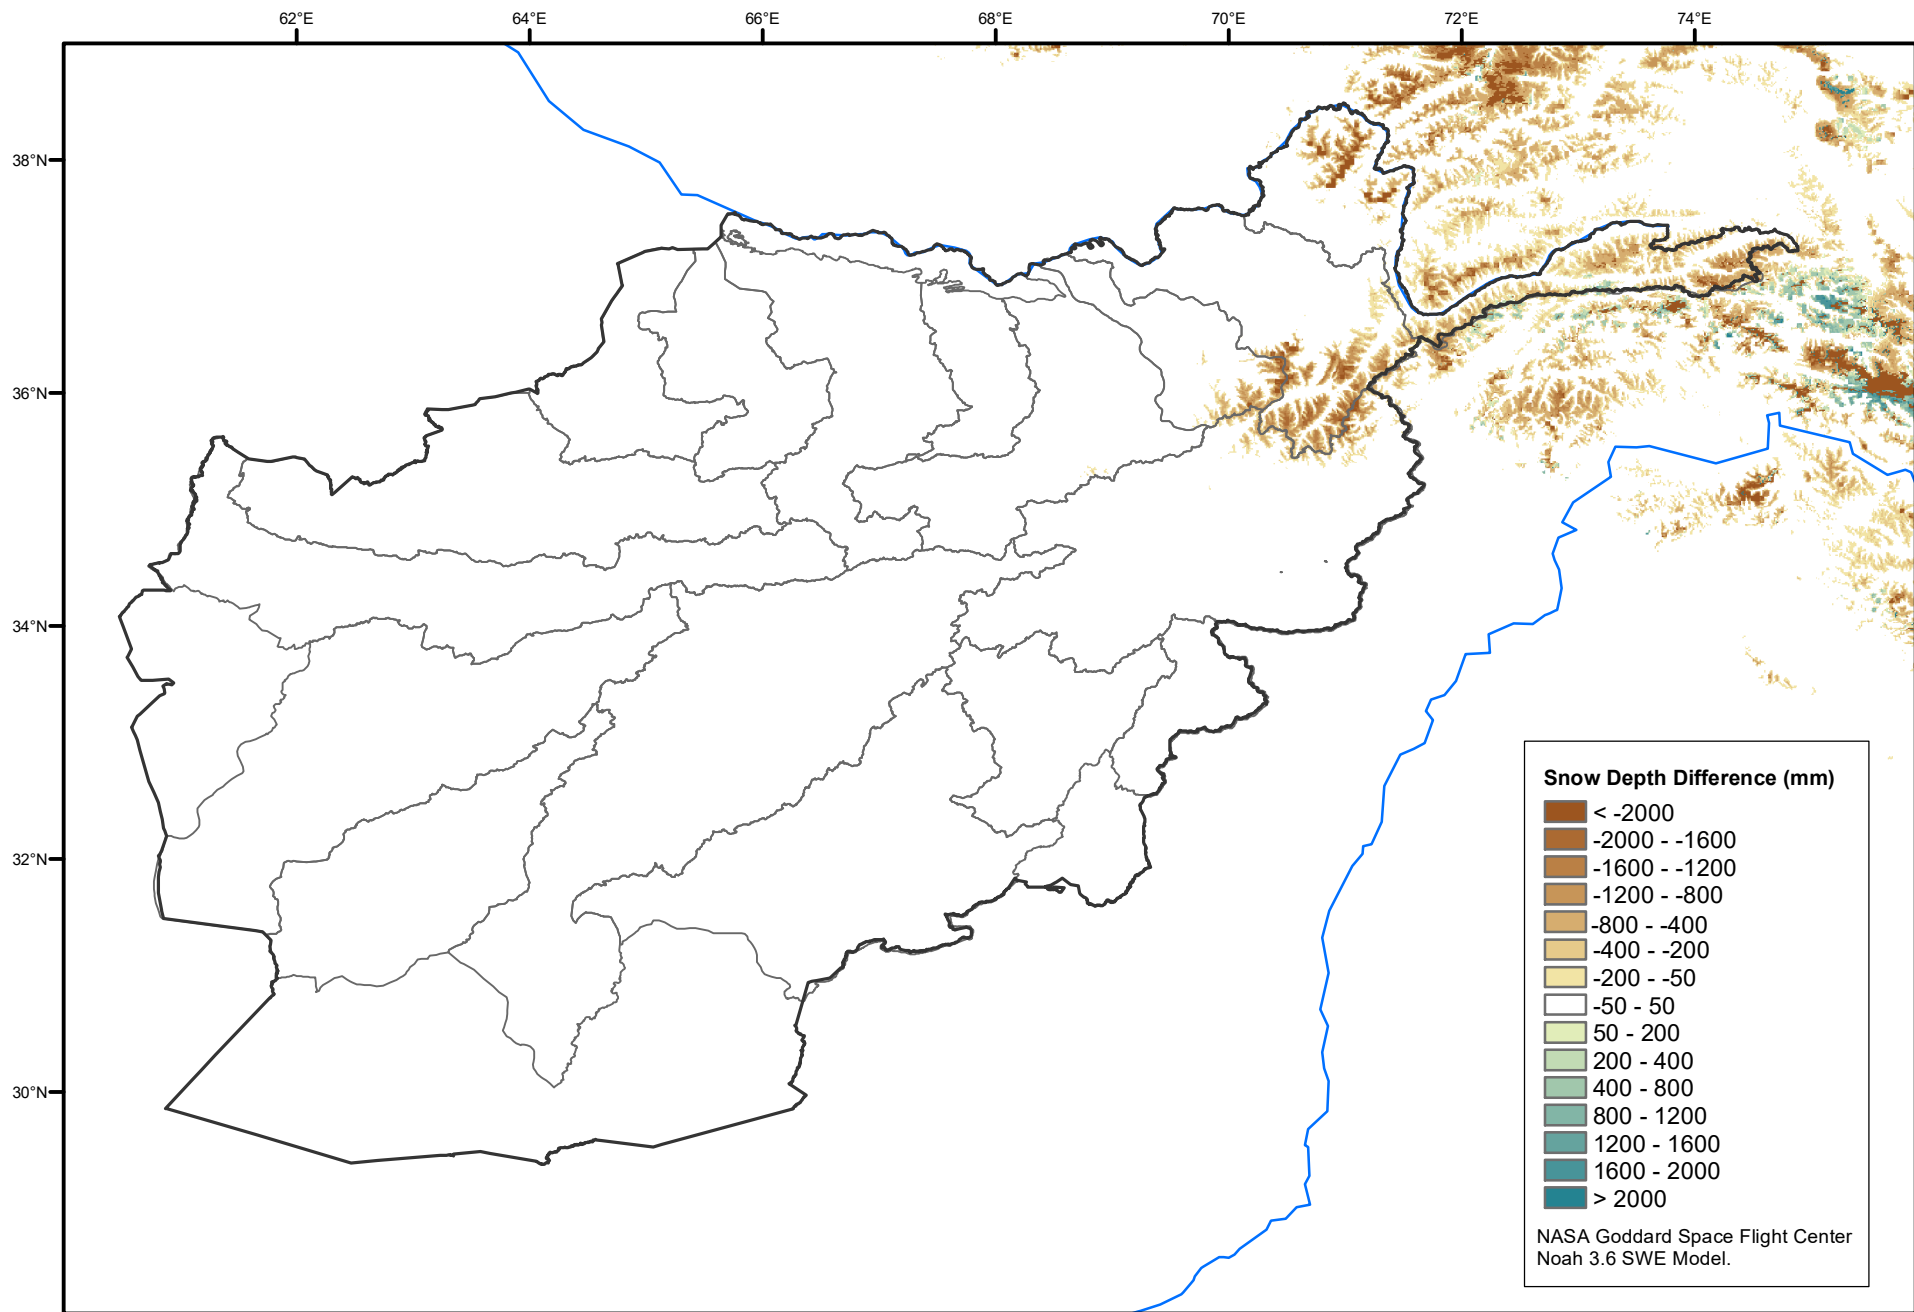 62°E 64°E 66°E 68°E 70°E 72°E 74°E
38°N
36°N
34°N
32°N
30°N
Snow Depth Difference (mm)
< -2000
-2000 - -1600
-1600 - -1200
-1200 - -800
-800 - -400
-400 - -200
-200 - -50
-50 - 50
50 - 200
200 - 400
400 - 800
800 - 1200
1200 - 1600
1600 - 2000
> 2000
NASA Goddard Space Flight Center
Noah 3.6 SWE Model.